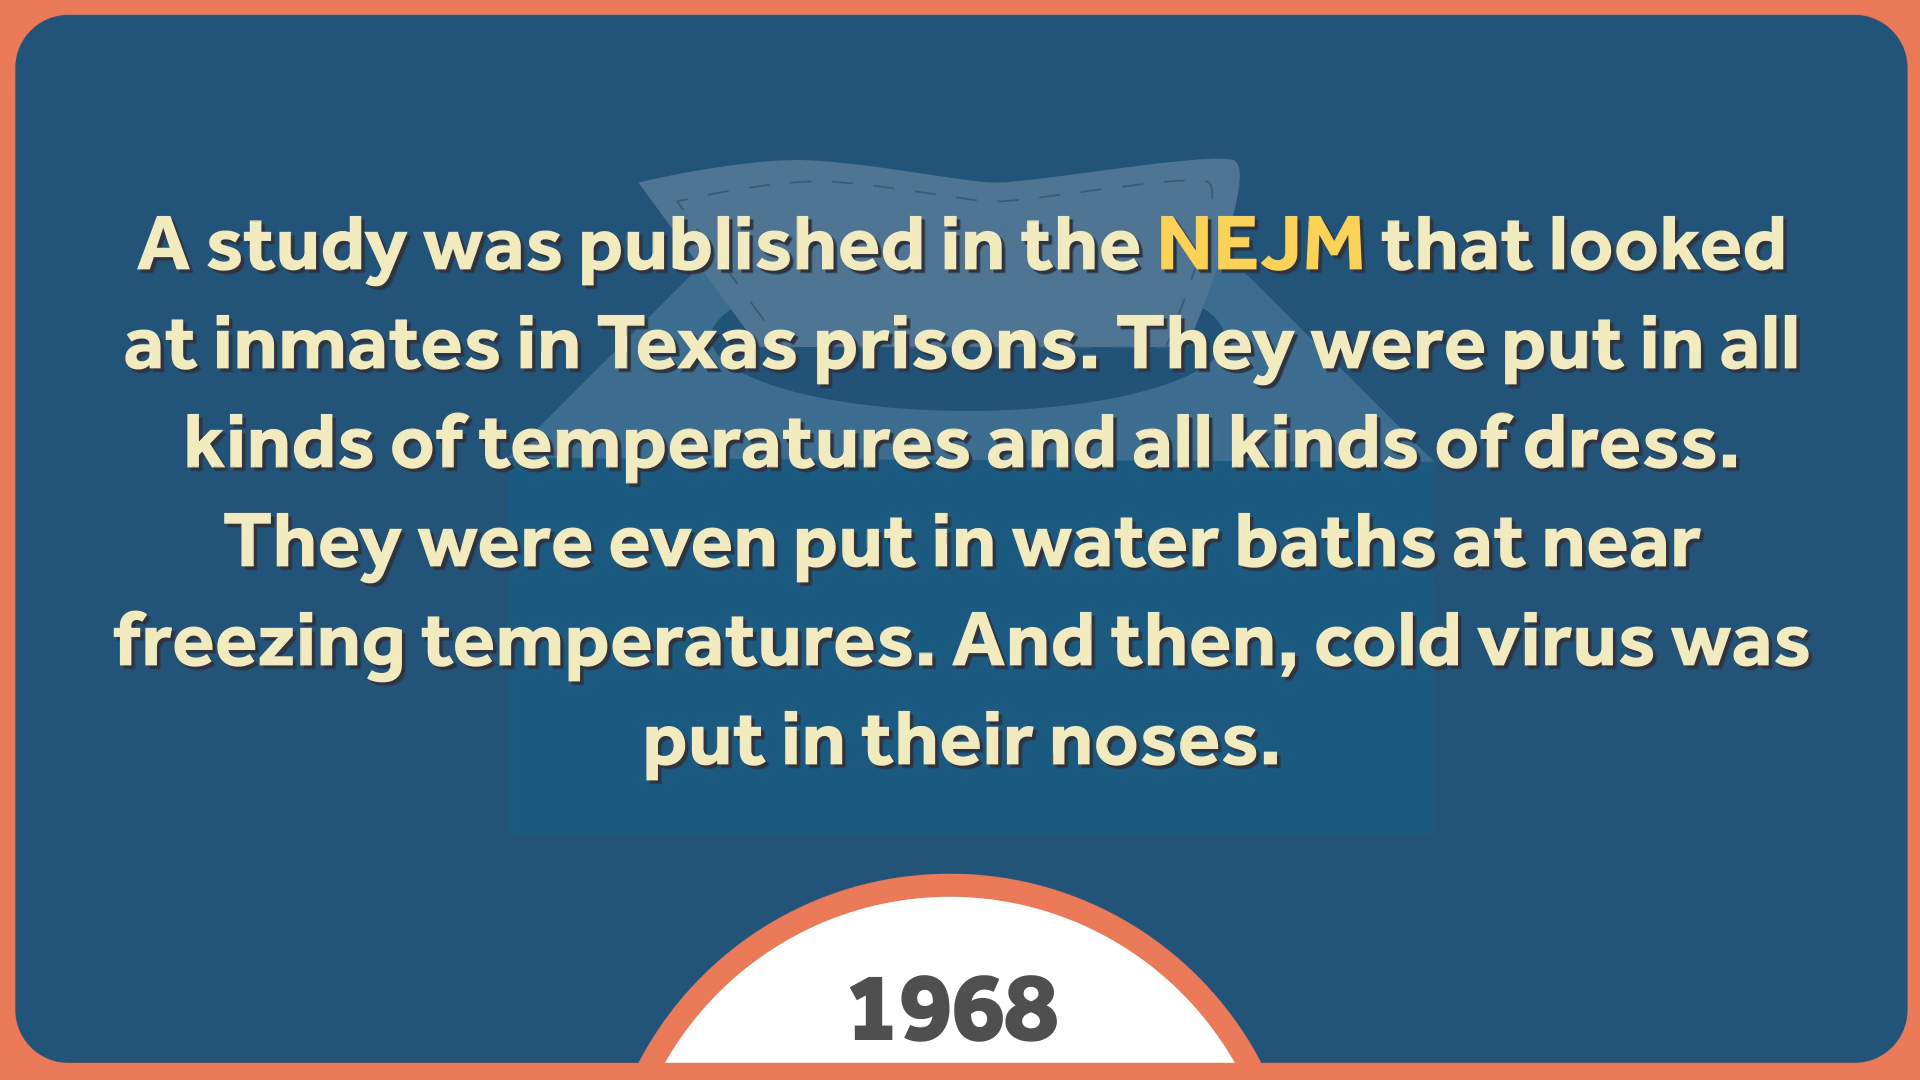 A study was published in the NEJM that looked
at inmates in Texas prisons. They were put in all
kinds of temperatures and all kinds of dress.
They were even put in water baths at near
freezing temperatures. And then, cold virus was
put in their noses.
1968